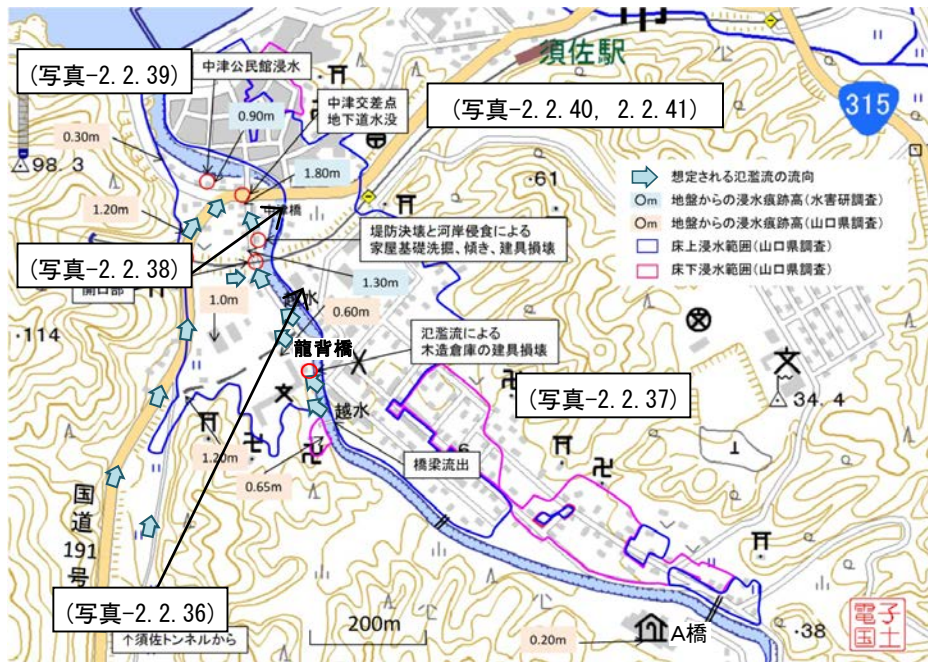 須佐駅
(写真-2.2.39)
中津公民館浸水
(写真-2.2.40, 2.2.41)
315
中津交差点
地下道水没
0.90m
0.30m
98.3
1.80m
61
想定される氾濫流の流向
Om 地盤からの浸水痕跡高(水害研調査)
Om 地盤からの浸水痕跡高(山口県調査)
床上浸水範囲(山口県調査)
床下浸水範囲(山口県調査)
1.20m
中津橋
堤防決壊と河岸侵食による
家屋基礎洗掘、傾き、建具損壊
(写真-2.2.38)
開口部
1.30m
1.0m
越水
0.60m
114
龍背橋
氾濫流による
木造倉庫の建具損壊
(写真-2.2.37)
34.4
越水
6
1.20m
0.65m
橋梁流出
国道
191
号
(写真-2.2.36)
↑須佐トンネルから
200m
0.20m
A橋
38
電子
国土